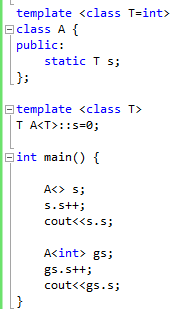 template <class T=int>
class A {
public:
    static T s;
};
template <class T>
T A<T>::s=0;
int main() {
    A<> s;
    s.s++;
    cout<<s.s;
    A<int> gs;
    gs.s++;
    cout<<gs.s;
}